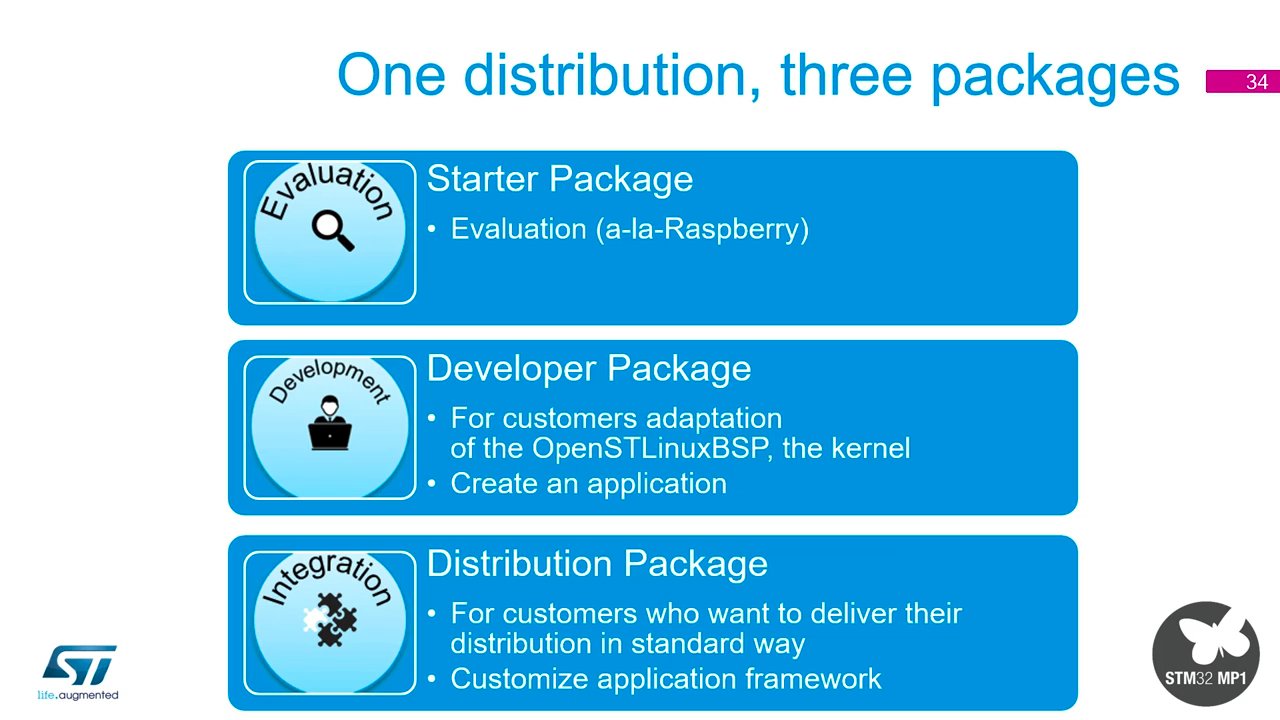 One distribution, three packages
34
Evaluation
Starter Package
• Evaluation (a-la-Raspberry)
Development
Developer Package
• For customers adaptation
of the OpenSTLinuxBSP, the kernel
• Create an application
Integration
Distribution Package
• For customers who want to deliver their
distribution in standard way
• Customize application framework
ST
life.augmented
STM32 MP1